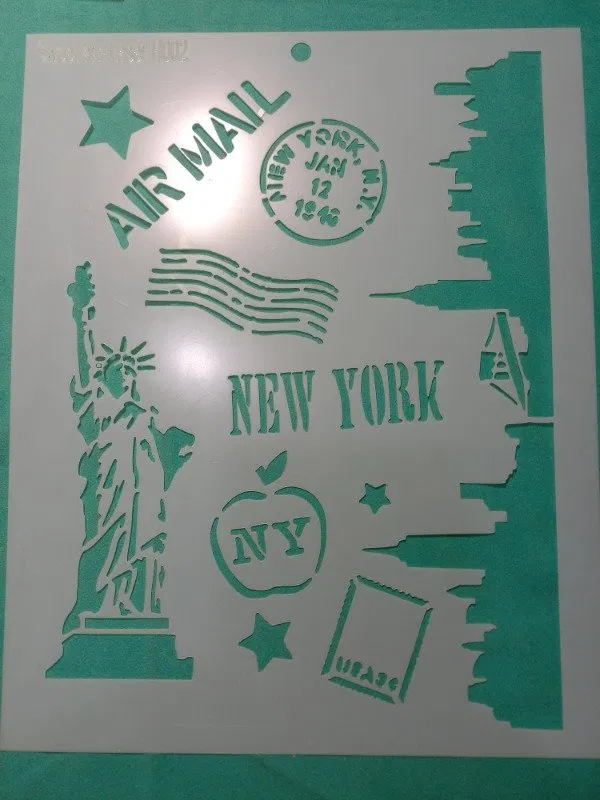 AIR MAIL
NEW YORK, N.Y.
JAN
12
1946
NEW YORK
NY